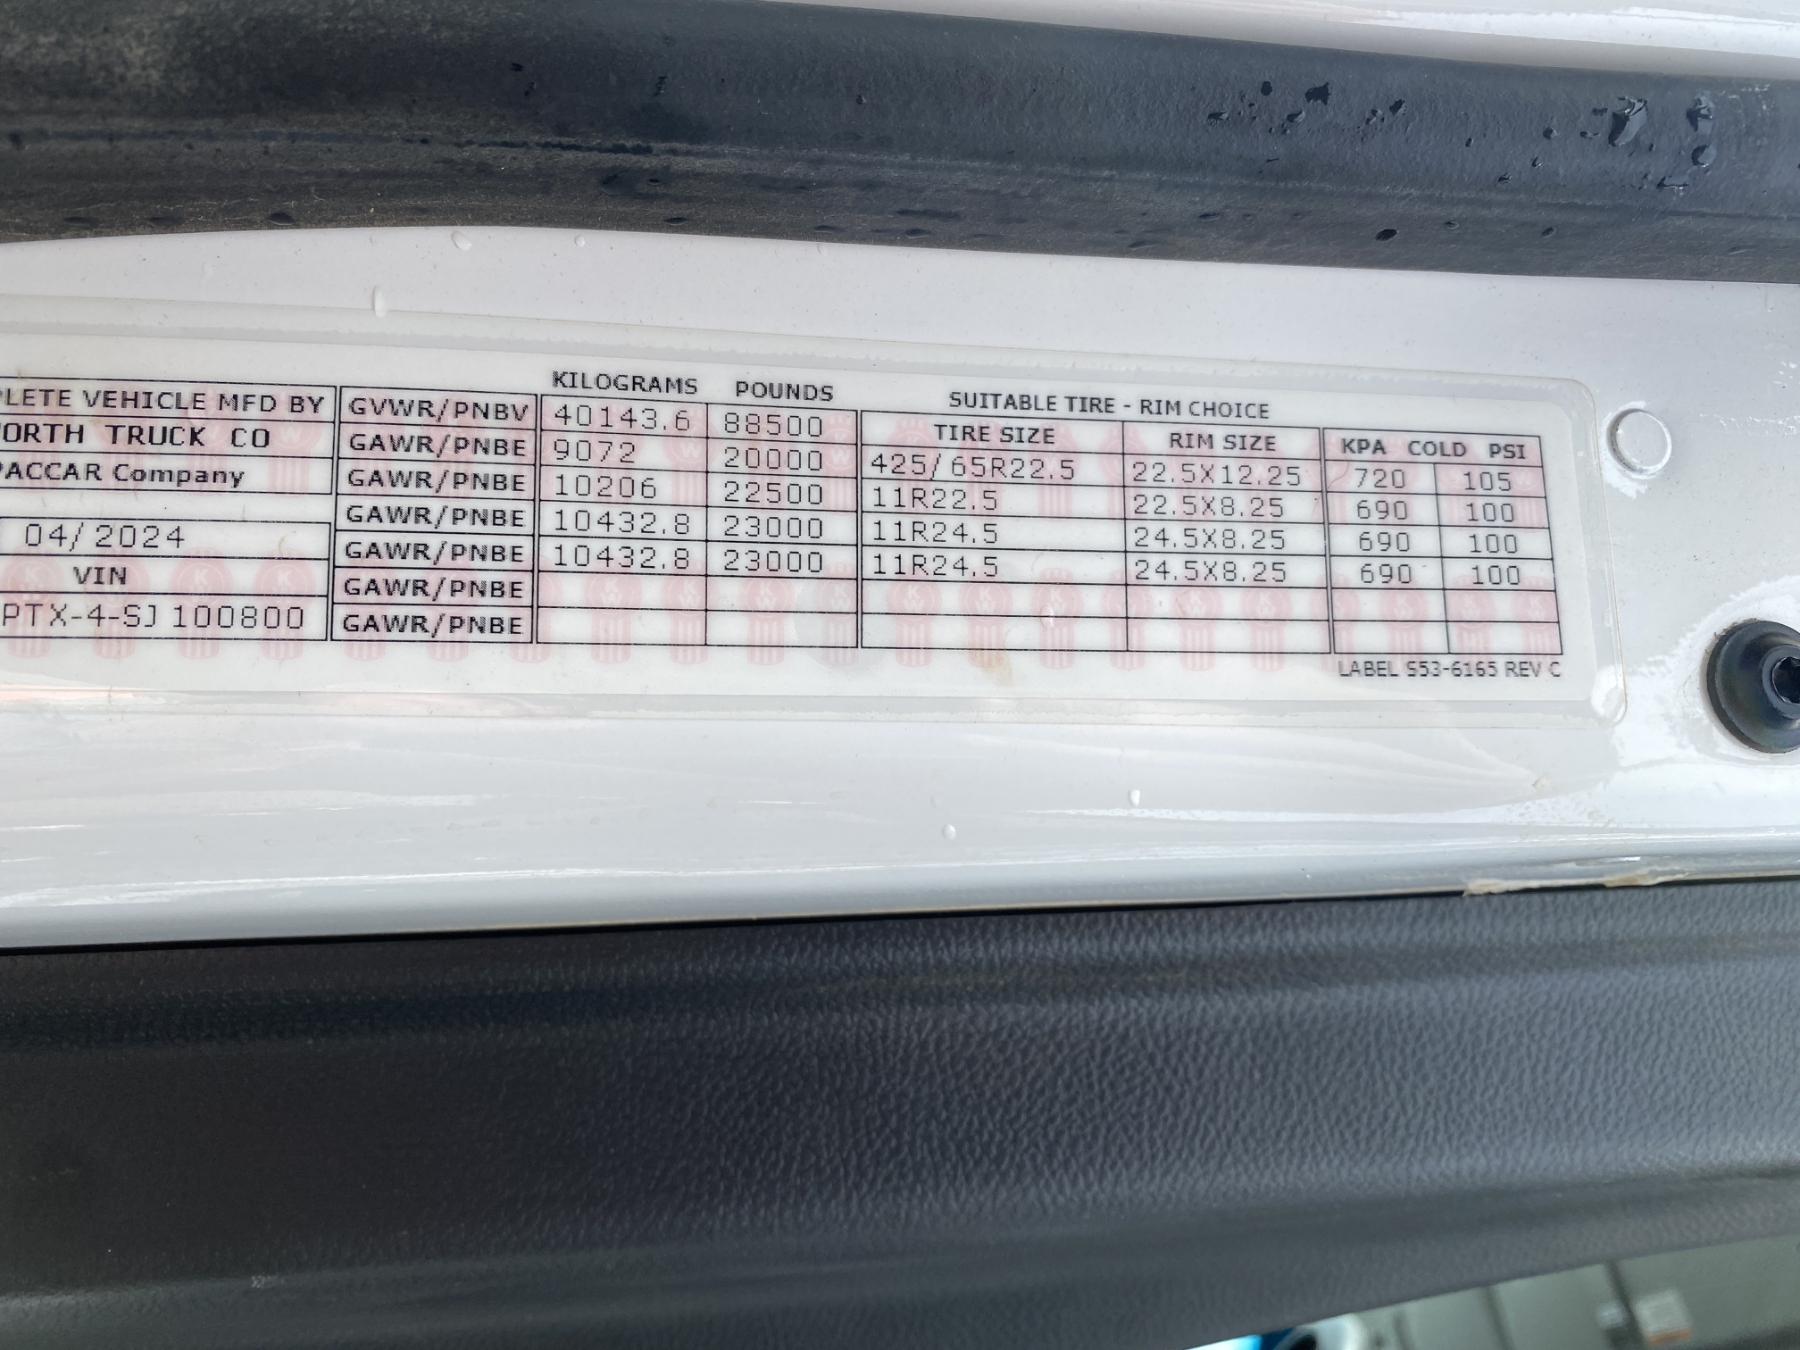 KILOGRAMS POUNDS SUITABLE TIRE - RIM CHOICE
PLETE VEHICLE MFD BY GVWR/PNBV 40143.6 88500 TIRE SIZE RIM SIZE KPA COLD PSI
ORTH TRUCK CO GAWR/PNBE 9072 20000 425/65R22.5 22.5X12.25 720 105
PACCAR Company GAWR/PNBE 10206 22500 11R22.5 22.5X8.25 690 100
GAWR/PNBE 10432.8 23000 11R24.5 24.5X8.25 690 100
04/2024 GAWR/PNBE 10432.8 23000 11R24.5 24.5X8.25 690 100
VIN GAWR/PNBE
PTX-4-SJ100800 GAWR/PNBE
LABEL S53-6165 REV C